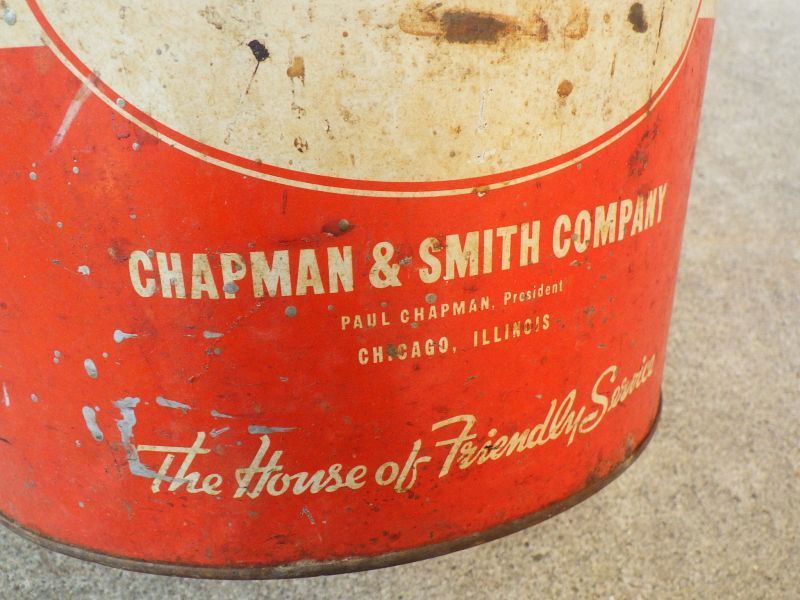 CHAPMAN & SMITH COMPANY
PAUL CHAPMAN, President
CHICAGO, ILLINOIS
The House of Friendly Service